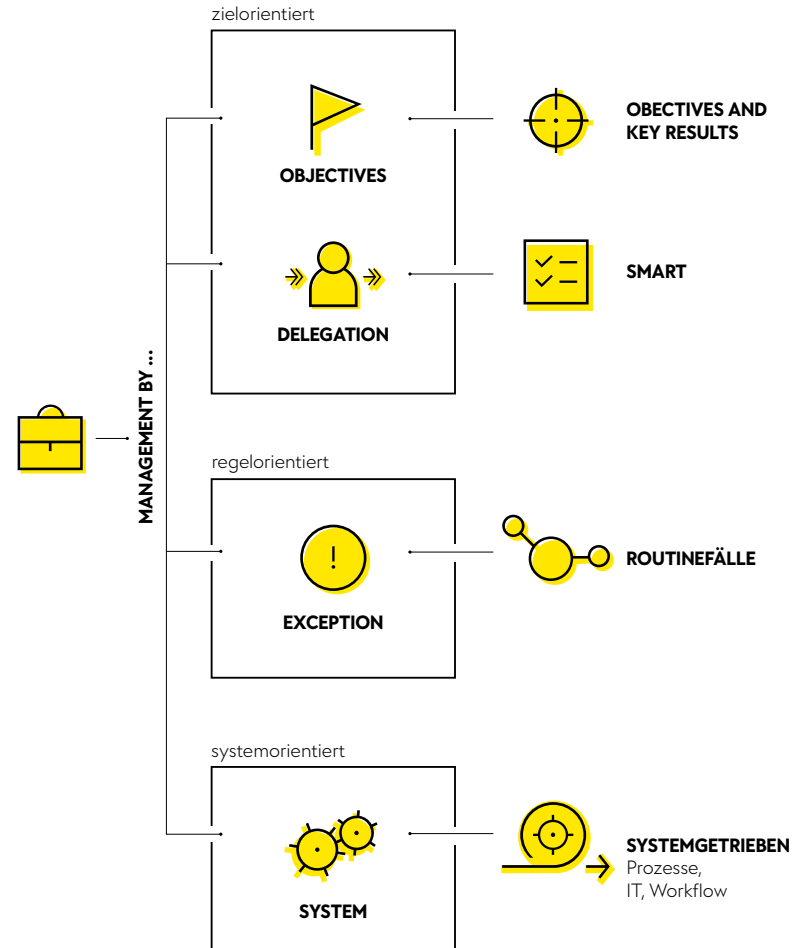 zielorientiert
OBJECTIVES
OBECTIVES AND
KEY RESULTS
DELEGATION
SMART
MANAGEMENT BY ...
regelorientiert
!
EXCEPTION
ROUTINEFÄLLE
systemorientiert
SYSTEM
SYSTEMGETRIEBEN
Prozesse,
IT, Workflow